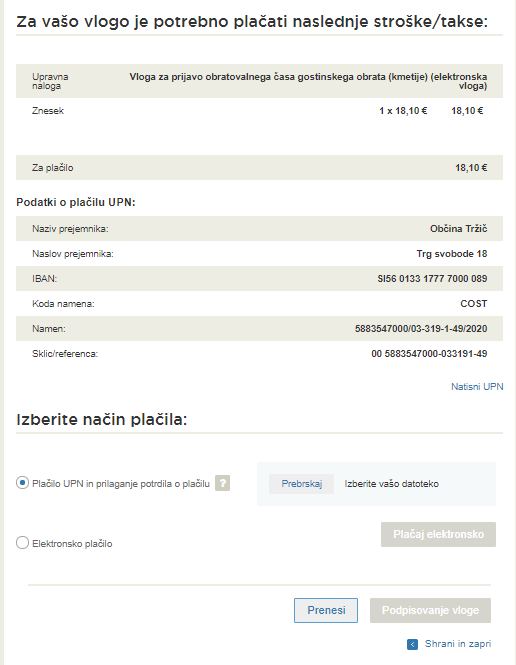 Za vašo vlogo je potrebno plačati naslednje stroške/takse:
Upravna naloga Vloga za prijavo obratovalnega časa gostinskega obrata (kmetije) (elektronska vloga)
Znesek 1 x 18,10 € 18,10 €
Za plačilo 18,10 €
Podatki o plačilu UPN:
Naziv prejemnika: Občina Tržič
Naslov prejemnika: Trg svobode 18
IBAN: SI56 0133 1777 7000 089
Koda namena: COST
Namen: 5883547000/03-319-1-49/2020
Sklic/referenca: 00 5883547000-033191-49
Natisni UPN
Izberite način plačila:
Plačilo UPN in prilaganje potrdila o plačilu ? Prebrskaj Izberite vašo datoteko
Plačaj elektronsko
Elektronsko plačilo
Prenesi Podpisovanje vloge
Shrani in zapri